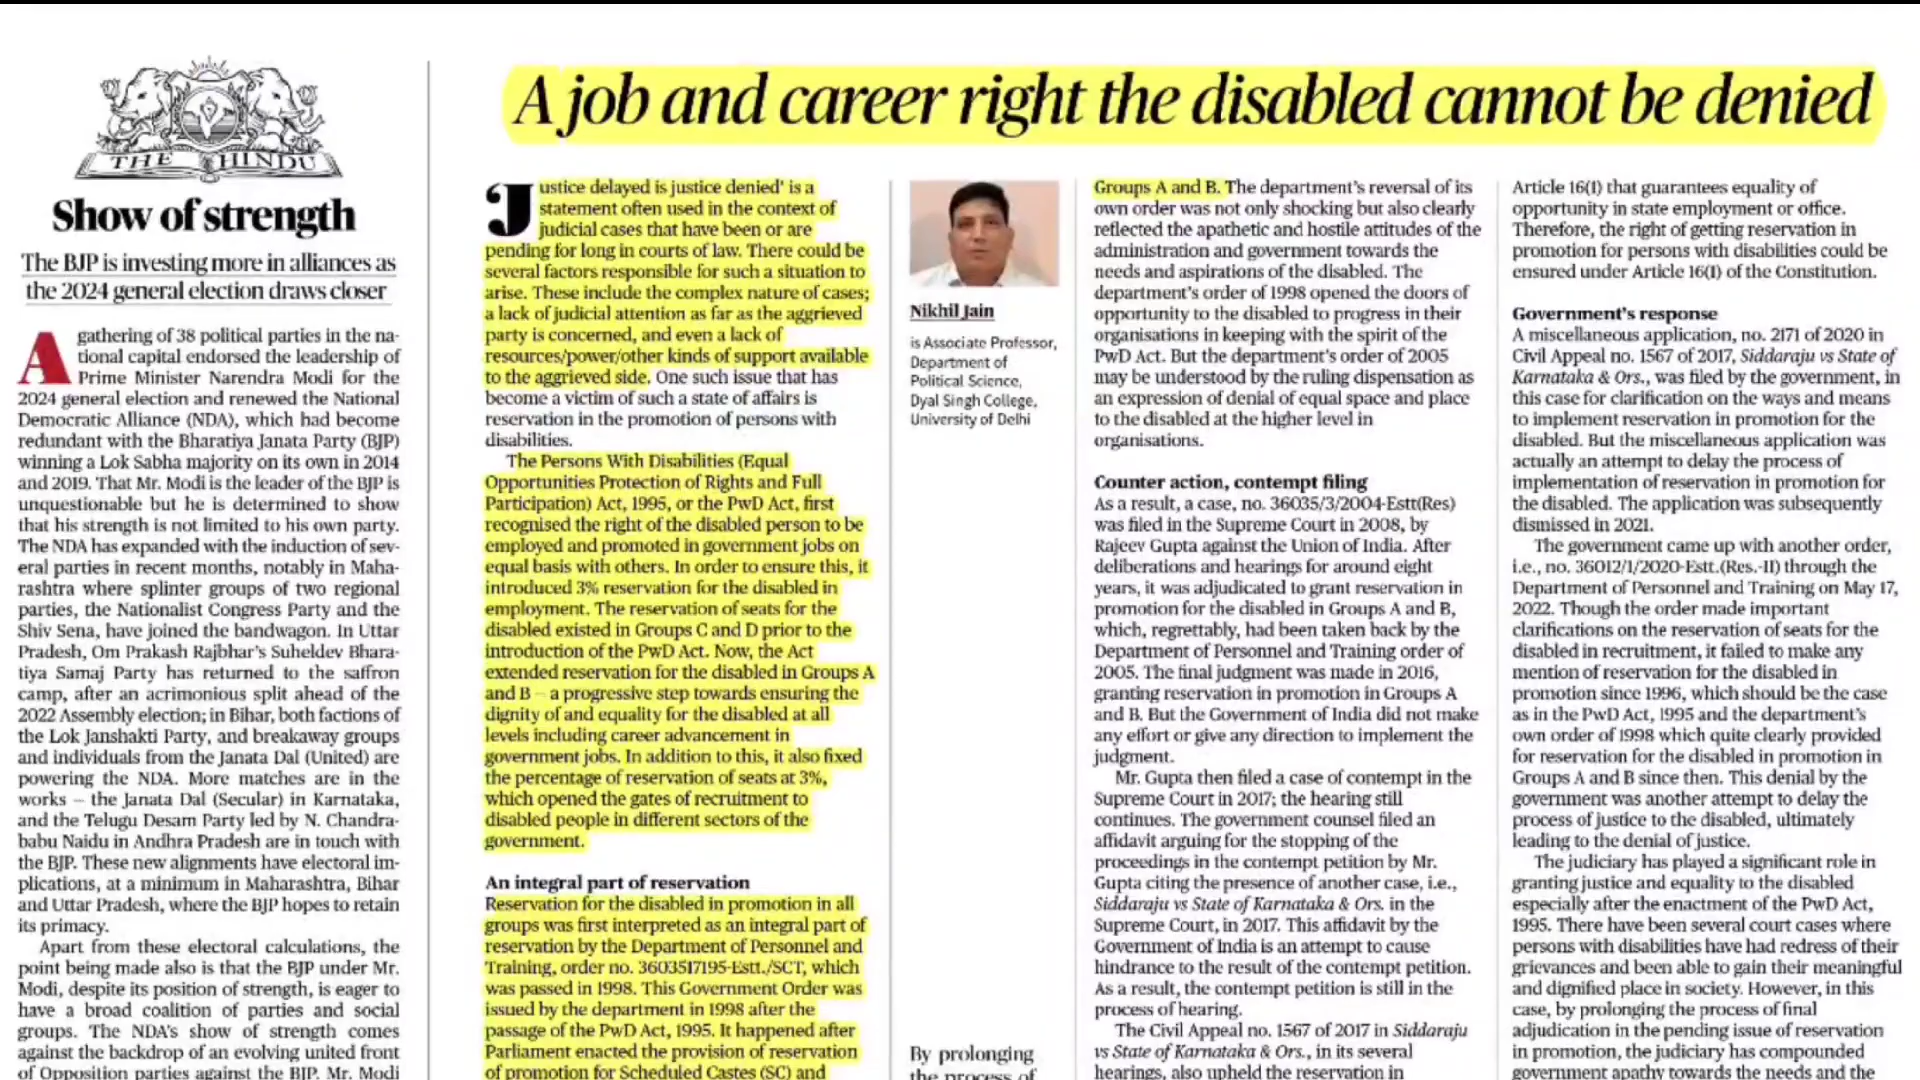 THE HINDU
Show of strength
The BJP is investing more in alliances as
the 2024 general election draws closer
A gathering of 38 political parties in the na-
tional capital endorsed the leadership of
Prime Minister Narendra Modi for the
2024 general election and renewed the National
Democratic Alliance (NDA), which had become
redundant with the Bharatiya Janata Party (BJP)
winning a Lok Sabha majority on its own in 2014
and 2019. That Mr. Modi is the leader of the BJP is
unquestionable but he is determined to show
that his strength is not limited to his own party.
The NDA has expanded with the induction of sev-
eral parties in recent months, notably in Maha-
rashtra where splinter groups of two regional
parties, the Nationalist Congress Party and the
Shiv Sena, have joined the bandwagon. In Uttar
Pradesh, Om Prakash Rajbhar's Suheldev Bhara-
tiya Samaj Party has returned to the saffron
camp, after an acrimonious split ahead of the
2022 Assembly election; in Bihar, both factions of
the Lok Janshakti Party, and breakaway groups
and individuals from the Janata Dal (United) are
powering the NDA. More matches are in the
works – the Janata Dal (Secular) in Karnataka,
and the Telugu Desam Party led by N. Chandra-
babu Naidu in Andhra Pradesh are in touch with
the BJP. These new alignments have electoral im-
plications, at a minimum in Maharashtra, Bihar
and Uttar Pradesh, where the BJP hopes to retain
its primacy.
Apart from these electoral calculations, the
point being made also is that the BJP under Mr.
Modi, despite its position of strength, is eager to
have a broad coalition of parties and social
groups. The NDA's show of strength comes
against the backdrop of an evolving united front
of Opposition parties against the BJP. Mr. Modi
A job and career right the disabled cannot be denied
'Justice delayed is justice denied' is a
statement often used in the context of
judicial cases that have been or are
pending for long in courts of law. There could be
several factors responsible for such a situation to
arise. These include the complex nature of cases;
a lack of judicial attention as far as the aggrieved
party is concerned, and even a lack of
resources/power/other kinds of support available
to the aggrieved side. One such issue that has
become a victim of such a state of affairs is
reservation in the promotion of persons with
disabilities.
The Persons With Disabilities (Equal
Opportunities Protection of Rights and Full
Participation) Act, 1995, or the PwD Act, first
recognised the right of the disabled person to be
employed and promoted in government jobs on
equal basis with others. In order to ensure this, it
introduced 3% reservation for the disabled in
employment. The reservation of seats for the
disabled existed in Groups C and D prior to the
introduction of the PwD Act. Now, the Act
extended reservation for the disabled in Groups A
and B – a progressive step towards ensuring the
dignity of and equality for the disabled at all
levels including career advancement in
government jobs. In addition to this, it also fixed
the percentage of reservation of seats at 3%,
which opened the gates of recruitment to
disabled people in different sectors of the
government.
An integral part of reservation
Reservation for the disabled in promotion in all
groups was first interpreted as an integral part of
reservation by the Department of Personnel and
Training, order no. 3603517195-Estt./SCT, which
was passed in 1998. This Government Order was
issued by the department in 1998 after the
passage of the PwD Act, 1995. It happened after
Parliament enacted the provision of reservation
of promotion for Scheduled Castes (SC) and
Nikhil Jain
is Associate Professor,
Department of
Political Science,
Dyal Singh College,
University of Delhi
By prolonging
the process of
Groups A and B. The department's reversal of its
own order was not only shocking but also clearly
reflected the apathetic and hostile attitudes of the
administration and government towards the
needs and aspirations of the disabled. The
department's order of 1998 opened the doors of
opportunity to the disabled to progress in their
organisations in keeping with the spirit of the
PwD Act. But the department's order of 2005
may be understood by the ruling dispensation as
an expression of denial of equal space and place
to the disabled at the higher level in
organisations.
Counter action, contempt filing
As a result, a case, no. 36035/3/2004-Estt(Res)
was filed in the Supreme Court in 2008, by
Rajeev Gupta against the Union of India. After
deliberations and hearings for around eight
years, it was adjudicated to grant reservation in
promotion for the disabled in Groups A and B,
which, regrettably, had been taken back by the
Department of Personnel and Training order of
2005. The final judgment was made in 2016,
granting reservation in promotion in Groups A
and B. But the Government of India did not make
any effort or give any direction to implement the
judgment.
Mr. Gupta then filed a case of contempt in the
Supreme Court in 2017; the hearing still
continues. The government counsel filed an
affidavit arguing for the stopping of the
proceedings in the contempt petition by Mr.
Gupta citing the presence of another case, i.e.,
Siddaraju vs State of Karnataka & Ors. in the
Supreme Court, in 2017. This affidavit by the
Government of India is an attempt to cause
hindrance to the result of the contempt petition.
As a result, the contempt petition is still in the
process of hearing.
The Civil Appeal no. 1567 of 2017 in Siddaraju
vs State of Karnataka & Ors., in its several
hearings, also upheld the reservation in
Article 16(1) that guarantees equality of
opportunity in state employment or office.
Therefore, the right of getting reservation in
promotion for persons with disabilities could be
ensured under Article 16(1) of the Constitution.
Government's response
A miscellaneous application, no. 2171 of 2020 in
Civil Appeal no. 1567 of 2017, Siddaraju vs State of
Karnataka & Ors., was filed by the government, in
this case for clarification on the ways and means
to implement reservation in promotion for the
disabled. But the miscellaneous application was
actually an attempt to delay the process of
implementation of reservation in promotion for
the disabled. The application was subsequently
dismissed in 2021.
The government came up with another order,
i.e., no. 36012/1/2020-Estt.(Res.-II) through the
Department of Personnel and Training on May 17,
2022. Though the order made important
clarifications on the reservation of seats for the
disabled in recruitment, it failed to make any
mention of reservation for the disabled in
promotion since 1996, which should be the case
as in the PwD Act, 1995 and the department's
own order of 1998 which quite clearly provided
for reservation for the disabled in promotion in
Groups A and B since then. This denial by the
government was another attempt to delay the
process of justice to the disabled, ultimately
leading to the denial of justice.
The judiciary has played a significant role in
granting justice and equality to the disabled
especially after the enactment of the PwD Act,
1995. There have been several court cases where
persons with disabilities have had redress of their
grievances and been able to gain their meaningful
and dignified place in society. However, in this
case, by prolonging the process of final
adjudication in the pending issue of reservation
in promotion, the judiciary has compounded
government apathy towards the needs and the